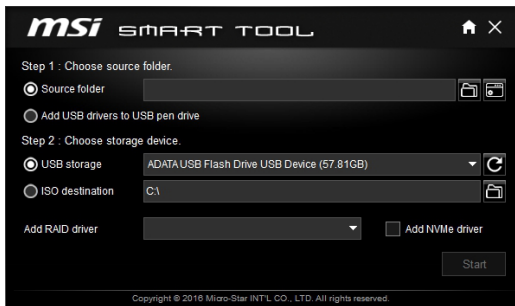 msi SMART TOOL
Step 1 : Choose source folder.
Source folder
Add USB drivers to USB pen drive
Step 2 : Choose storage device.
USB storage ADATA USB Flash Drive USB Device (57.81GB)
ISO destination C:\
Add RAID driver Add NVMe driver
Start
Copyright © 2016 Micro-Star INT'L CO., LTD. All rights reserved.